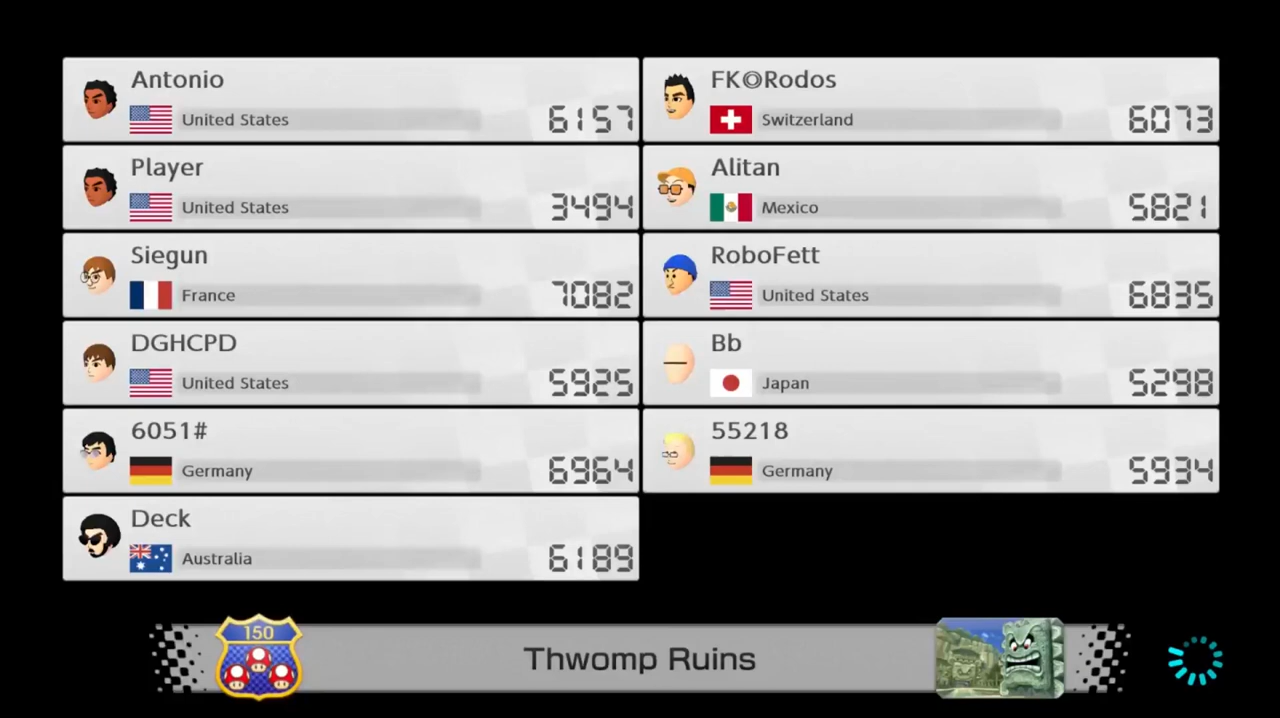 Antonio
United States 6157
FK◎Rodos
Switzerland 6073
Player
United States 3494
Alitan
Mexico 5821
Siegun
France 7082
RoboFett
United States 6835
DGHCPD
United States 5925
Bb
Japan 5298
6051#
Germany 6964
55218
Germany 5934
Deck
Australia 6189
150
Thwomp Ruins